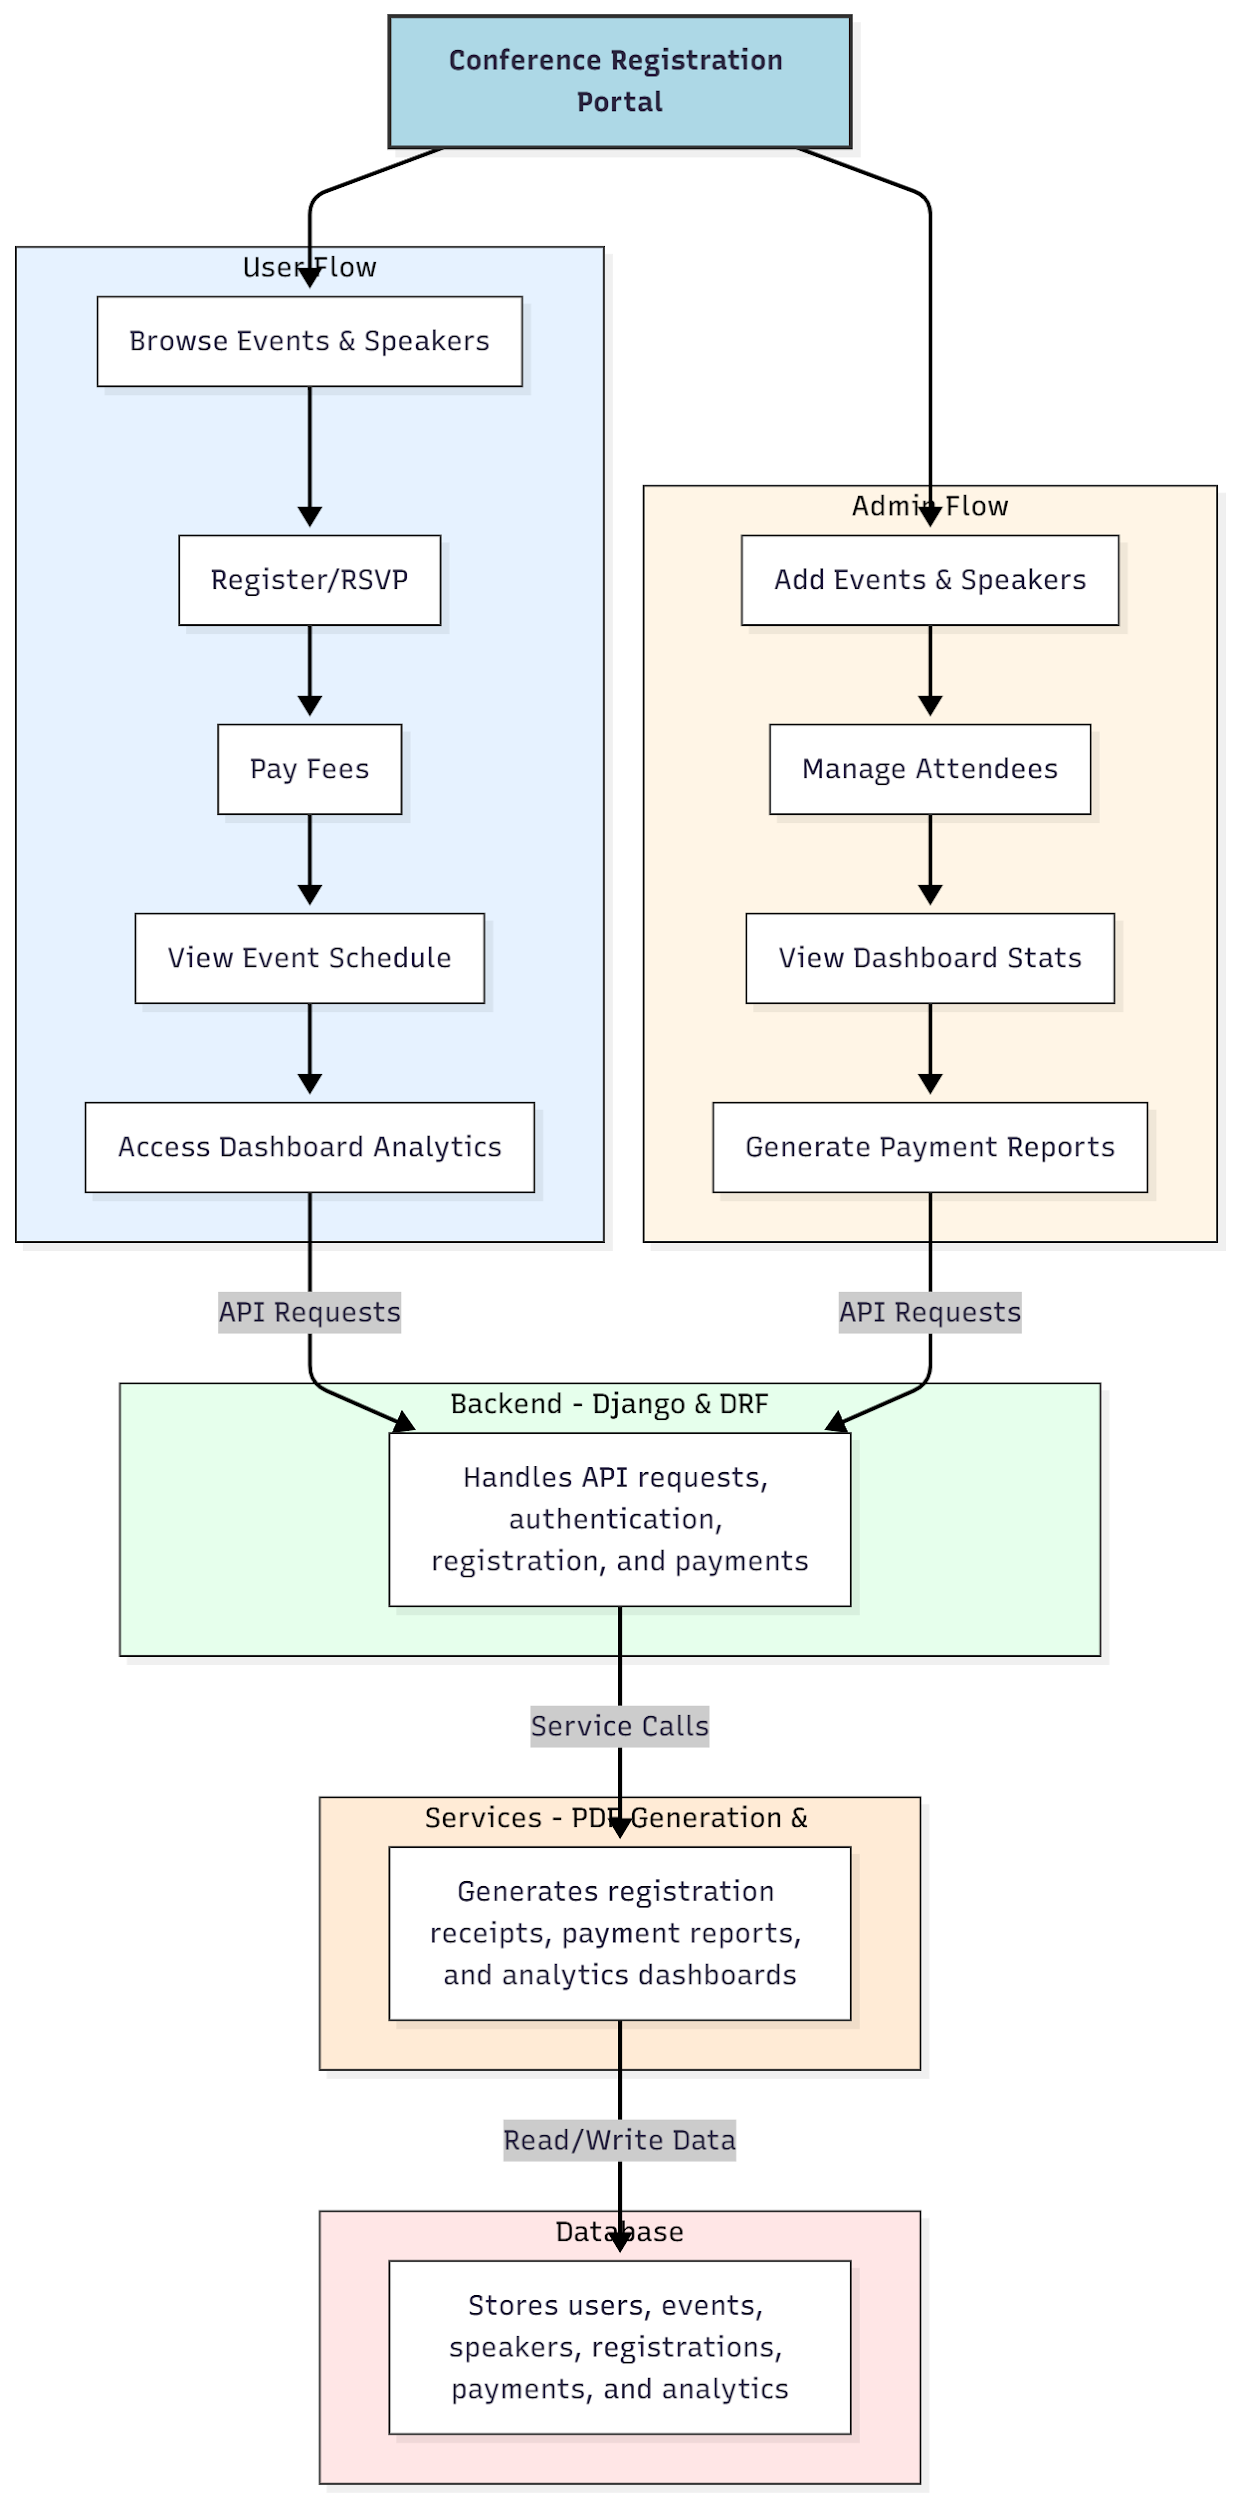 Conference Registration
Portal
User Flow
Browse Events & Speakers
Admin Flow
Register/RSVP
Add Events & Speakers
Pay Fees
Manage Attendees
View Event Schedule
View Dashboard Stats
Access Dashboard Analytics
Generate Payment Reports
API Requests
API Requests
Backend - Django & DRF
Handles API requests,
authentication,
registration, and payments
Service Calls
Services - PDF Generation &
Generates registration
receipts, payment reports,
and analytics dashboards
Read/Write Data
Database
Stores users, events,
speakers, registrations,
payments, and analytics